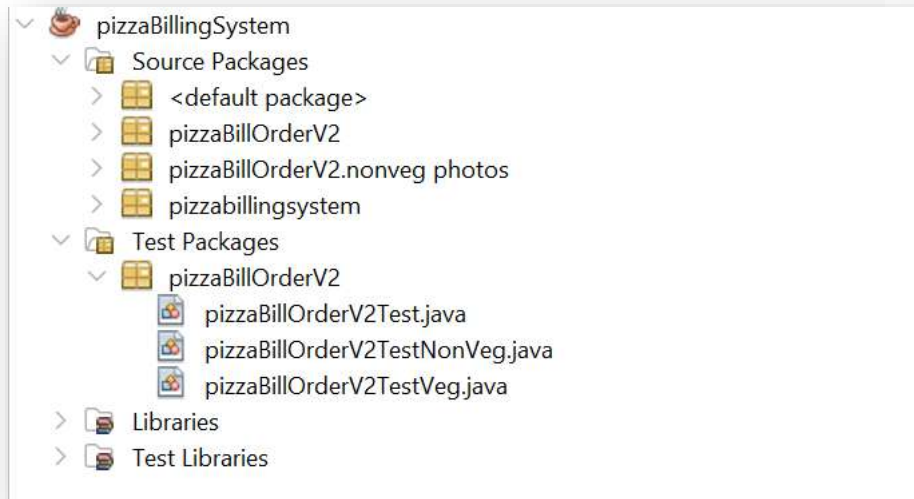 pizzaBillingSystem
Source Packages
<default package>
pizzaBillOrderV2
pizzaBillOrderV2.nonveg photos
pizzabillingsystem
Test Packages
pizzaBillOrderV2
pizzaBillOrderV2Test.java
pizzaBillOrderV2TestNonVeg.java
pizzaBillOrderV2TestVeg.java
Libraries
Test Libraries